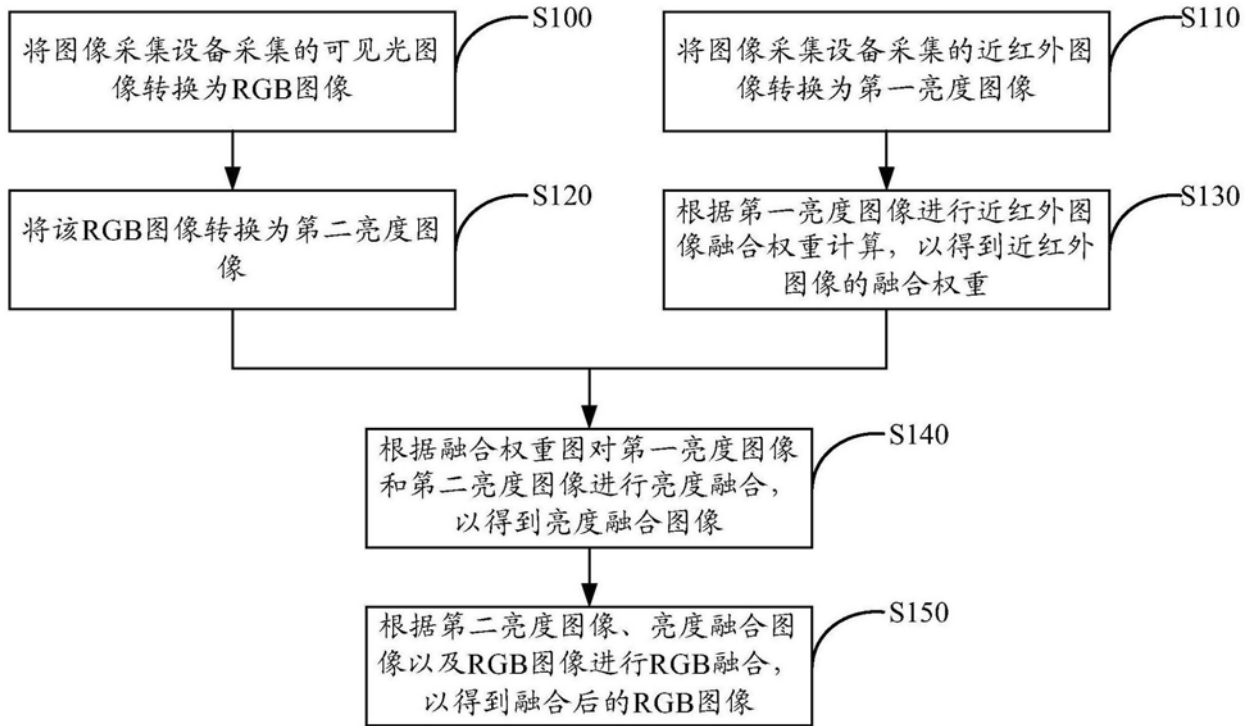 S100
将图像采集设备采集的可见光图
像转换为RGB图像
S110
将图像采集设备采集的近红外图
像转换为第一亮度图像
S120
将该RGB图像转换为第二亮度图
像
S130
根据第一亮度图像进行近红外图
像融合权重计算，以得到近红外
图像的融合权重
S140
根据融合权重图对第一亮度图像
和第二亮度图像进行亮度融合，
以得到亮度融合图像
S150
根据第二亮度图像、亮度融合图
像以及RGB图像进行RGB融合，
以得到融合后的RGB图像